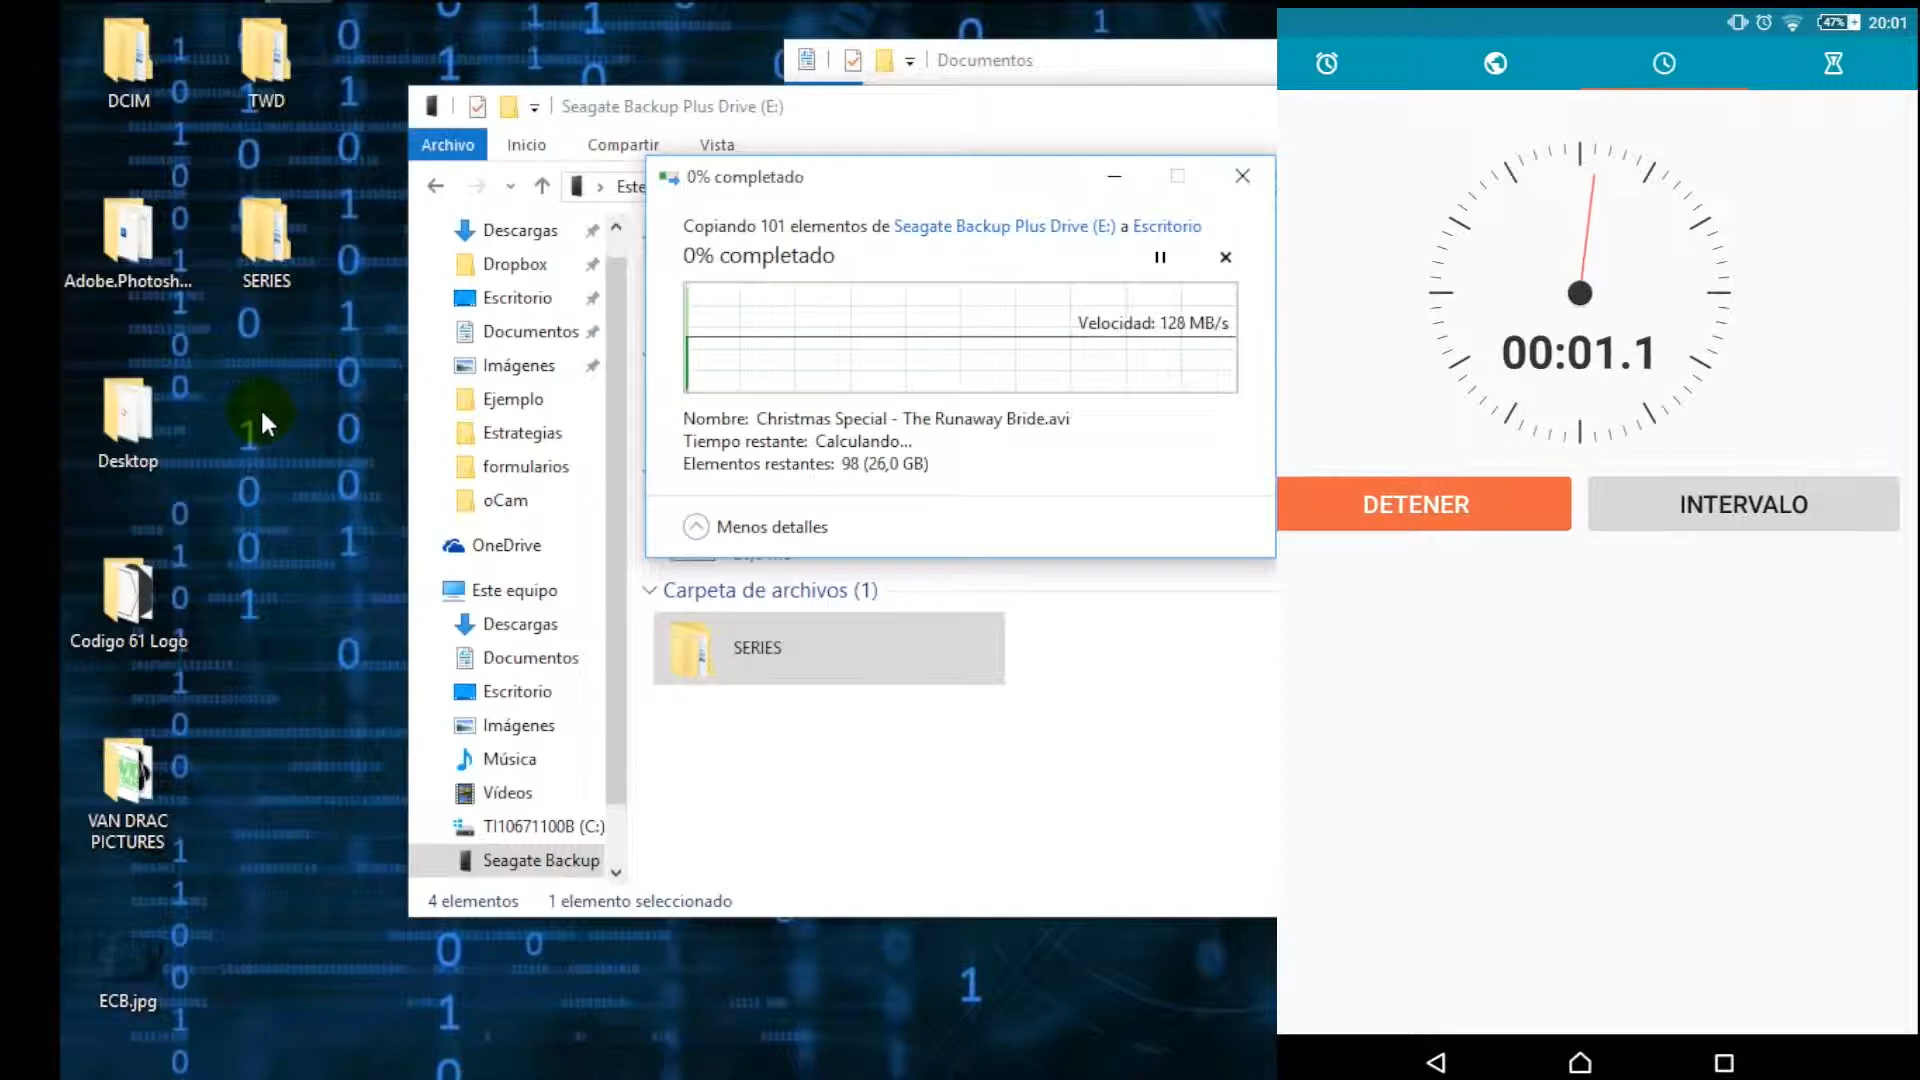 DCIM
TWD
Adobe.Photosh...
SERIES
Desktop
Codigo 61 Logo
VAN DRAC
PICTURES
ECB.jpg
Documentos
Seagate Backup Plus Drive (E:)
Archivo
Inicio
Compartir
Vista
Este
Descargas
Dropbox
Escritorio
Documentos
Imágenes
Ejemplo
Estrategias
formularios
oCam
OneDrive
Este equipo
Descargas
Documentos
Escritorio
Imágenes
Música
Vídeos
TI10671100B (C:)
Seagate Backup
4 elementos
1 elemento seleccionado
0% completado
Copiando 101 elementos de Seagate Backup Plus Drive (E:) a Escritorio
0% completado
Velocidad: 128 MB/s
Nombre: Christmas Special - The Runaway Bride.avi
Tiempo restante: Calculando...
Elementos restantes: 98 (26,0 GB)
Menos detalles
Carpeta de archivos (1)
SERIES
47%
20:01
00:01.1
DETENER
INTERVALO